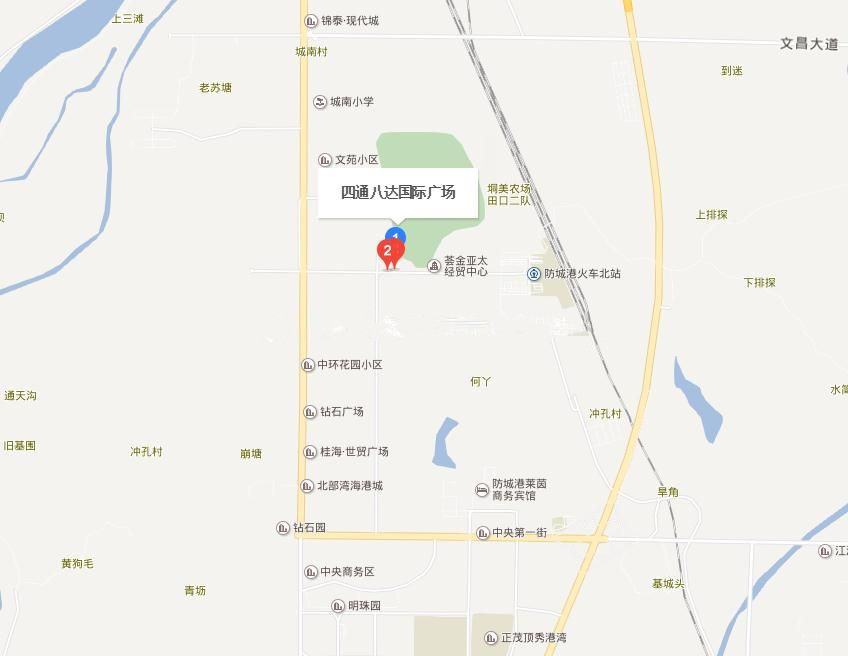 上三滩
锦泰·现代城
文昌大道
城南村
到迷
老苏塘
城南小学
文苑小区
四通八达国际广场
垌美农场
田口二队
上排探
1
2
荟金亚太
经贸中心
防城港火车北站
下排探
中环花园小区
何丫
通天沟
钻石广场
冲孔村
旧基围
冲孔村
崩塘
桂海·世贸广场
北部湾海港城
防城港莱茵
商务宾馆
旱角
钻石园
中央第一街
黄狗毛
中央商务区
青坜
基城头
明珠园
正茂顶秀港湾